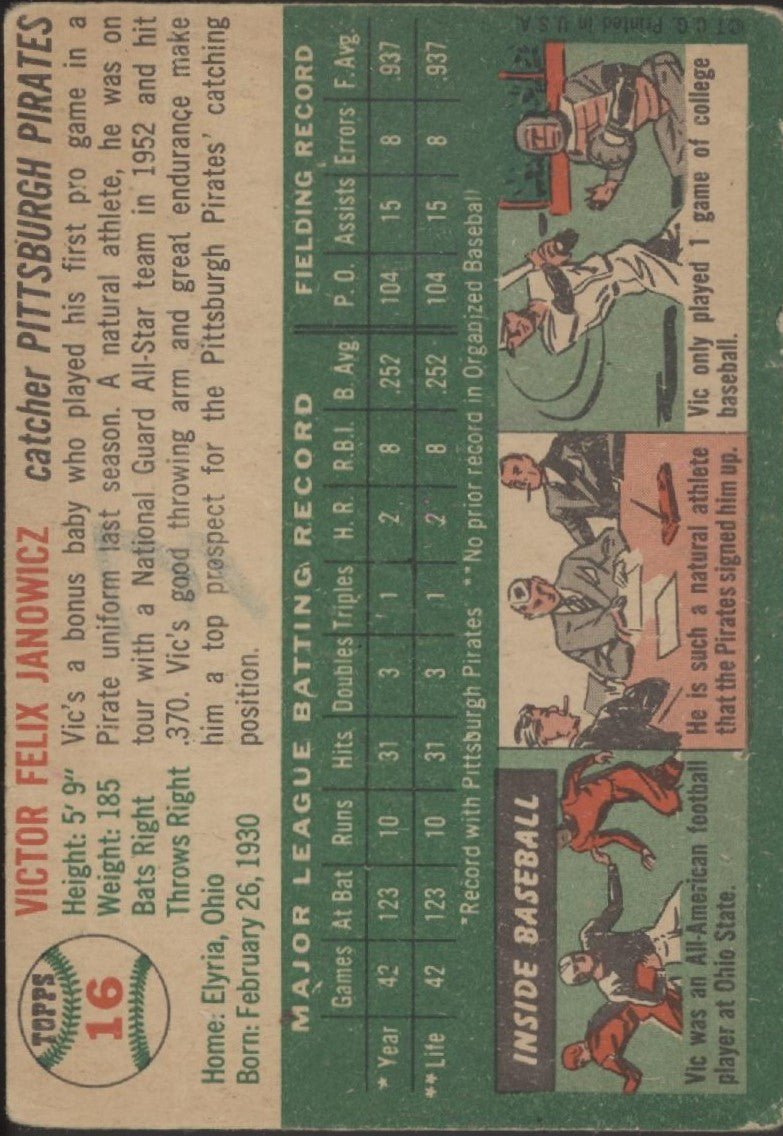 TOPPS
16
VICTOR FELIX JANOWICZ catcher PITTSBURGH PIRATES
Height: 5' 9"
Weight: 185
Bats Right
Throws Right
Home: Elyria, Ohio
Born: February 26, 1930
Vic's a bonus baby who played his first pro game in a
Pirate uniform last season. A natural athlete, he was on
tour with a National Guard All-Star team in 1952 and hit
.370. Vic's good throwing arm and great endurance make
him a top prospect for the Pittsburgh Pirates' catching
position.
MAJOR LEAGUE BATTING RECORD FIELDING RECORD
Games At Bat Runs Hits Doubles Triples H. R. R.B.I. B. Avg. P. O. Assists Errors F. Avg.
* Year 42 123 10 31 3 1 2 8 .252 104 15 8 .937
** Life 42 123 10 31 3 1 2 8 .252 104 15 8 .937
*Record with Pittsburgh Pirates **No prior record in Organized Baseball
INSIDE BASEBALL
Vic was an All-American football
player at Ohio State.
He is such a natural athlete
that the Pirates signed him up.
Vic only played 1 game of college
baseball.
©T. C. G. Printed in U.S.A.